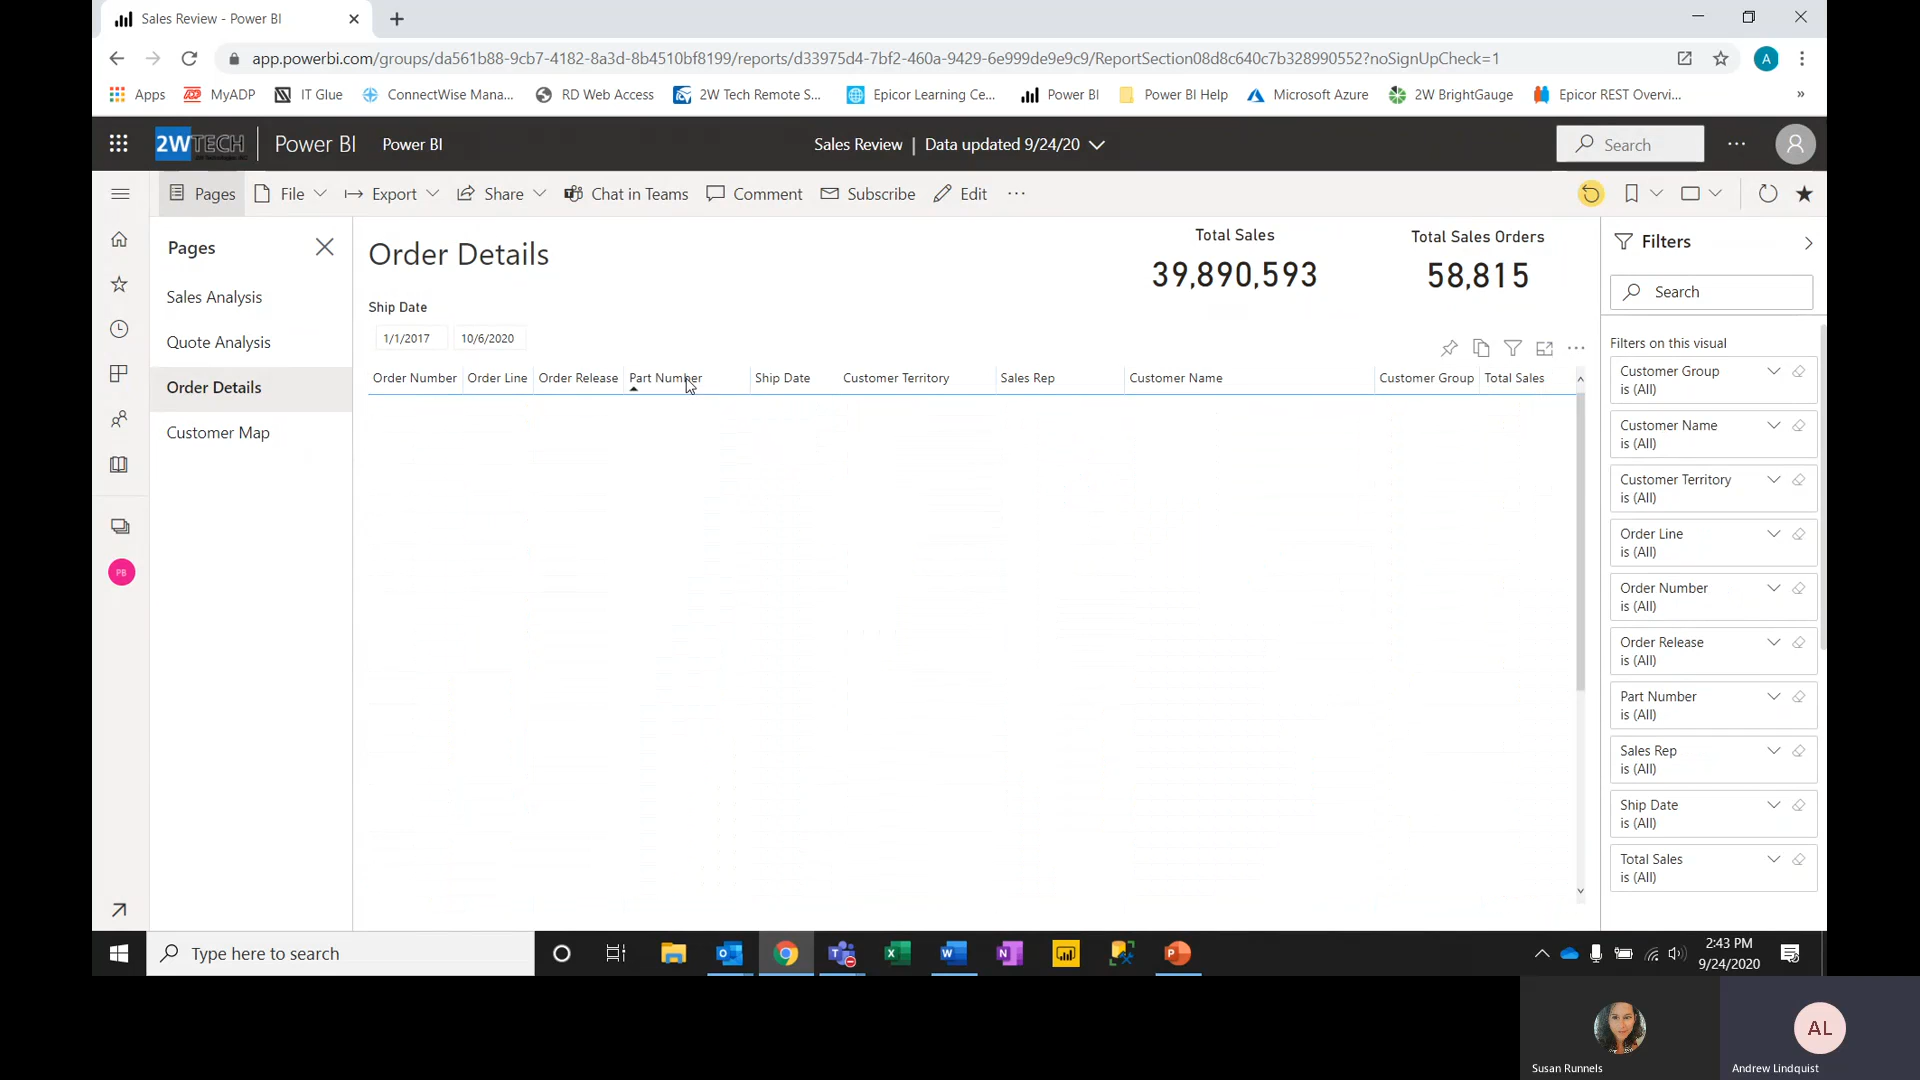 Sales Review - Power BI
app.powerbi.com/groups/da561b88-9cb7-4182-8a3d-8b4510bf8199/reports/d33975d4-7bf2-460a-9429-6e999de9e9c9/ReportSection08d8c640c7b328990552?noSignUpCheck=1
A
Apps MyADP IT Glue ConnectWise Mana... RD Web Access 2W Tech Remote S... Epicor Learning Ce... Power BI Power BI Help Microsoft Azure 2W BrightGauge Epicor REST Overvi... »
2WTECH Power BI Power BI Sales Review | Data updated 9/24/20 Search
Pages File Export Share Chat in Teams Comment Subscribe Edit
Pages
Sales Analysis
Quote Analysis
Order Details
Customer Map
PB
Order Details
Total Sales
39,890,593
Total Sales Orders
58,815
Ship Date
1/1/2017 10/6/2020
Order Number Order Line Order Release Part Number Ship Date Customer Territory Sales Rep Customer Name Customer Group Total Sales
Filters
Search
Filters on this visual
Customer Group
is (All)
Customer Name
is (All)
Customer Territory
is (All)
Order Line
is (All)
Order Number
is (All)
Order Release
is (All)
Part Number
is (All)
Sales Rep
is (All)
Ship Date
is (All)
Total Sales
is (All)
Type here to search
2:43 PM
9/24/2020
AL
Susan Runnels
Andrew Lindquist